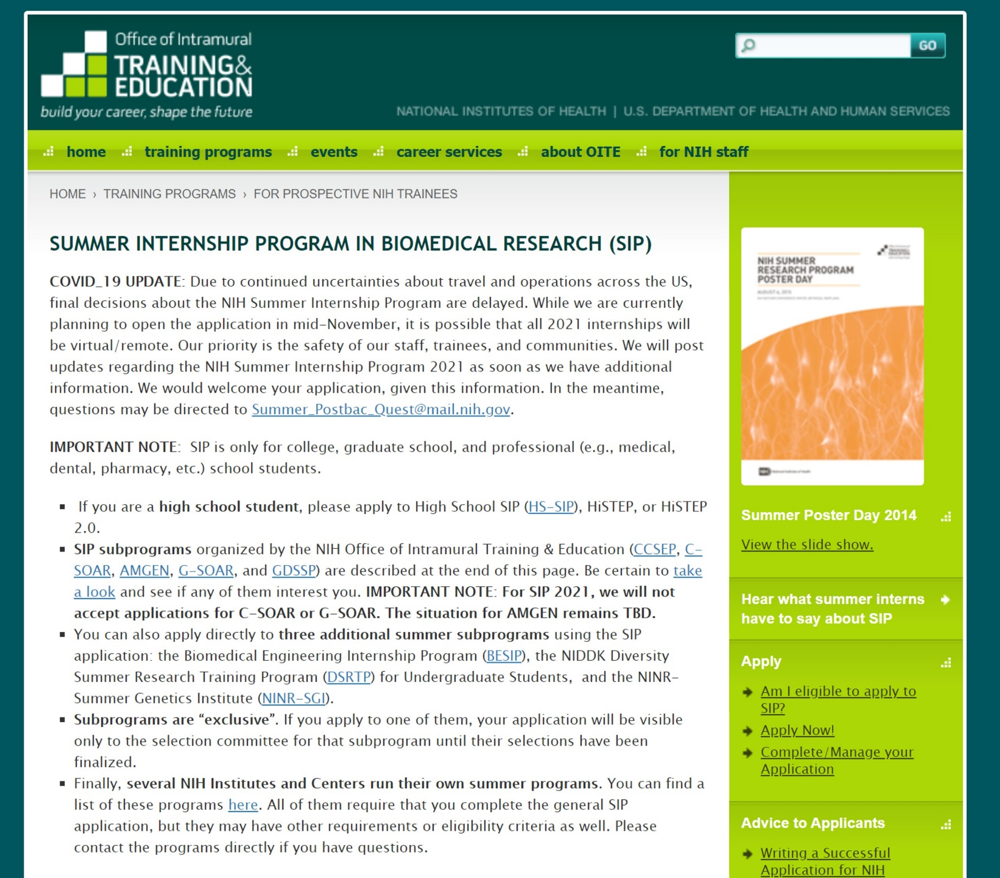 Office of Intramural
TRAINING&
EDUCATION
build your career, shape the future
GO
NATIONAL INSTITUTES OF HEALTH | U.S. DEPARTMENT OF HEALTH AND HUMAN SERVICES
home training programs events career services about OITE for NIH staff
HOME › TRAINING PROGRAMS › FOR PROSPECTIVE NIH TRAINEES
SUMMER INTERNSHIP PROGRAM IN BIOMEDICAL RESEARCH (SIP)
COVID_19 UPDATE: Due to continued uncertainties about travel and operations across the US,
final decisions about the NIH Summer Internship Program are delayed. While we are currently
planning to open the application in mid-November, it is possible that all 2021 internships will
be virtual/remote. Our priority is the safety of our staff, trainees, and communities. We will post
updates regarding the NIH Summer Internship Program 2021 as soon as we have additional
information. We would welcome your application, given this information. In the meantime,
questions may be directed to Summer_Postbac_Quest@mail.nih.gov.
IMPORTANT NOTE:  SIP is only for college, graduate school, and professional (e.g., medical,
dental, pharmacy, etc.) school students.
▪ If you are a high school student, please apply to High School SIP (HS-SIP), HiSTEP, or HiSTEP
2.0.
▪ SIP subprograms organized by the NIH Office of Intramural Training & Education (CCSEP, C-
SOAR, AMGEN, G-SOAR, and GDSSP) are described at the end of this page. Be certain to take
a look and see if any of them interest you. IMPORTANT NOTE: For SIP 2021, we will not
accept applications for C-SOAR or G-SOAR. The situation for AMGEN remains TBD.
▪ You can also apply directly to three additional summer subprograms using the SIP
application: the Biomedical Engineering Internship Program (BESIP), the NIDDK Diversity
Summer Research Training Program (DSRTP) for Undergraduate Students,  and the NINR-
Summer Genetics Institute (NINR-SGI).
▪ Subprograms are “exclusive”. If you apply to one of them, your application will be visible
only to the selection committee for that subprogram until their selections have been
finalized.
▪ Finally, several NIH Institutes and Centers run their own summer programs. You can find a
list of these programs here. All of them require that you complete the general SIP
application, but they may have other requirements or eligibility criteria as well. Please
contact the programs directly if you have questions.
NIH SUMMER
RESEARCH PROGRAM
POSTER DAY
AUGUST 6, 2015
Summer Poster Day 2014
View the slide show.
Hear what summer interns
have to say about SIP
Apply
Am I eligible to apply to
SIP?
Apply Now!
Complete/Manage your
Application
Advice to Applicants
Writing a Successful
Application for NIH